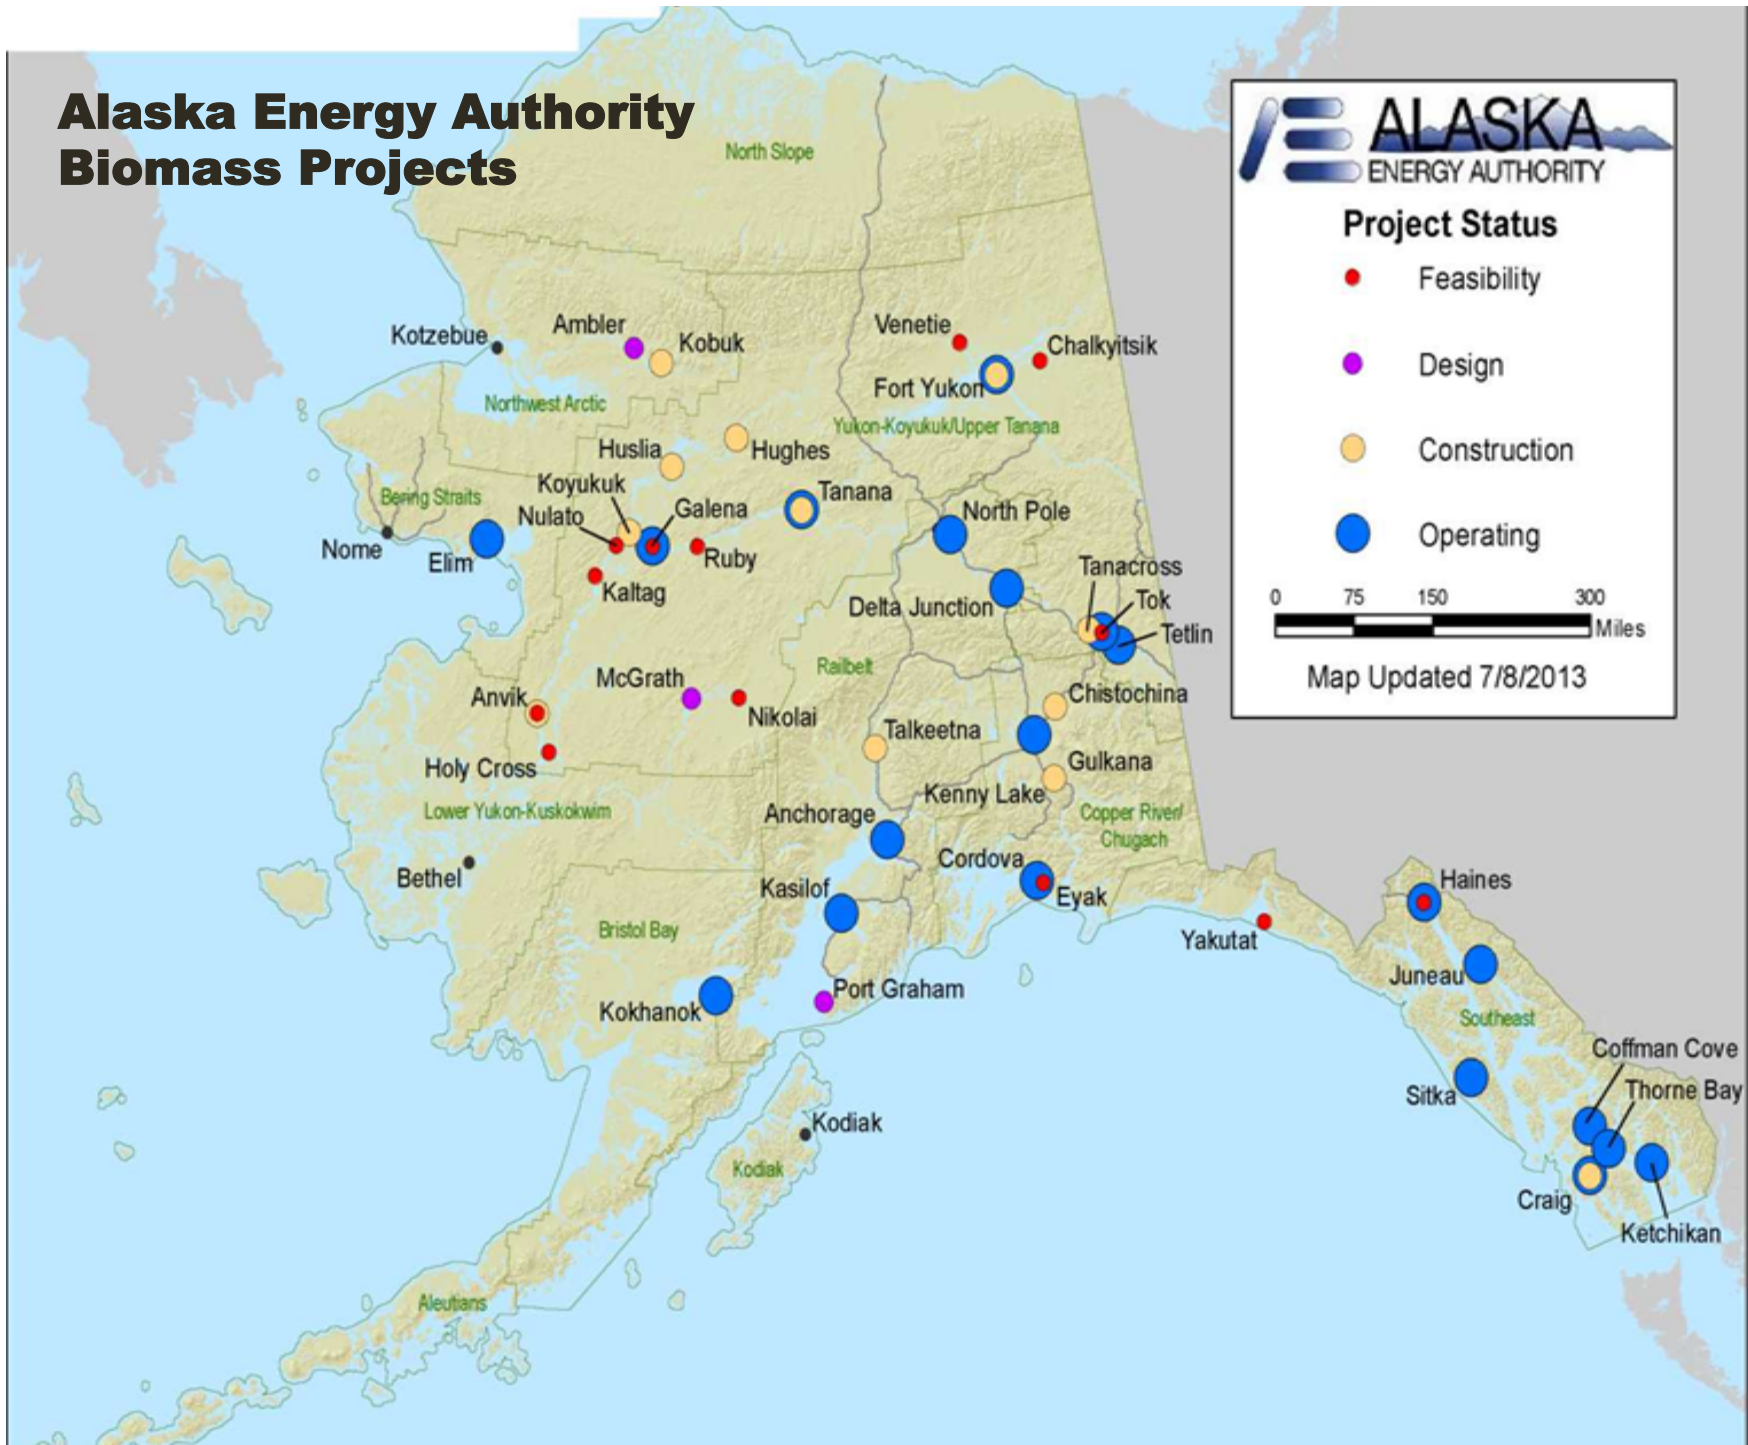 Alaska Energy Authority
Biomass Projects
ALASKA
ENERGY AUTHORITY
Project Status
Feasibility
Design
Construction
Operating
0 75 150 300
Miles
Map Updated 7/8/2013
North Slope
Kotzebue
Ambler
Kobuk
Venetie
Chalkyitsik
Fort Yukon
Northwest Arctic
Yukon-Koyukuk/Upper Tanana
Huslia
Hughes
Koyukuk
Bering Straits
Galena
Tanana
Nulato
North Pole
Nome
Elim
Ruby
Tanacross
Kaltag
Delta Junction
Tok
Tetlin
Railbelt
McGrath
Anvik
Chistochina
Nikolai
Talkeetna
Holy Cross
Gulkana
Kenny Lake
Lower Yukon-Kuskokwim
Anchorage
Copper River/
Chugach
Cordova
Bethel
Kasilof
Eyak
Haines
Bristol Bay
Yakutat
Juneau
Port Graham
Kokhanok
Southeast
Coffman Cove
Thorne Bay
Sitka
Kodiak
Kodiak
Craig
Ketchikan
Aleutians